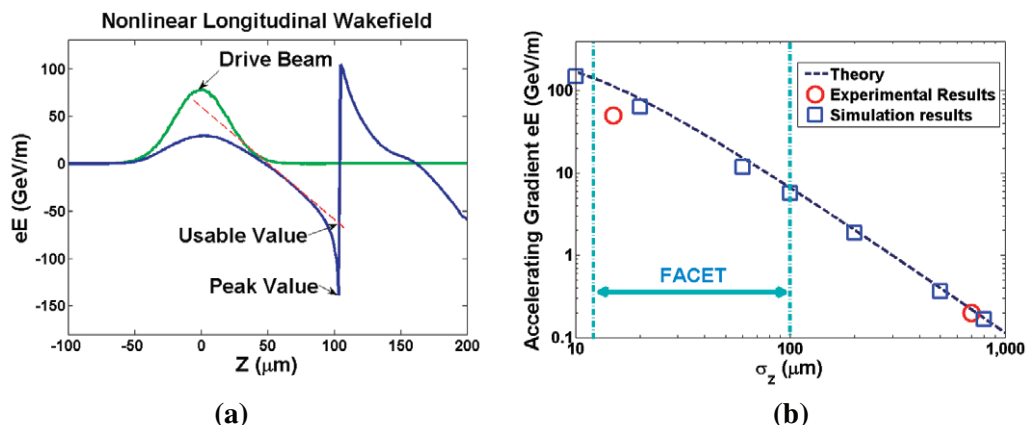 Nonlinear Longitudinal Wakefield
100
50
0
-50
-100
-150
eE (GeV/m)
Drive Beam
Usable Value
Peak Value
-100 -50 0 50 100 150 200
Z (μm)
(a)
Accelerating Gradient eE (GeV/m)
100
10
1
0.1
Theory
Experimental Results
Simulation results
FACET
10 100 1,000
σz (μm)
(b)